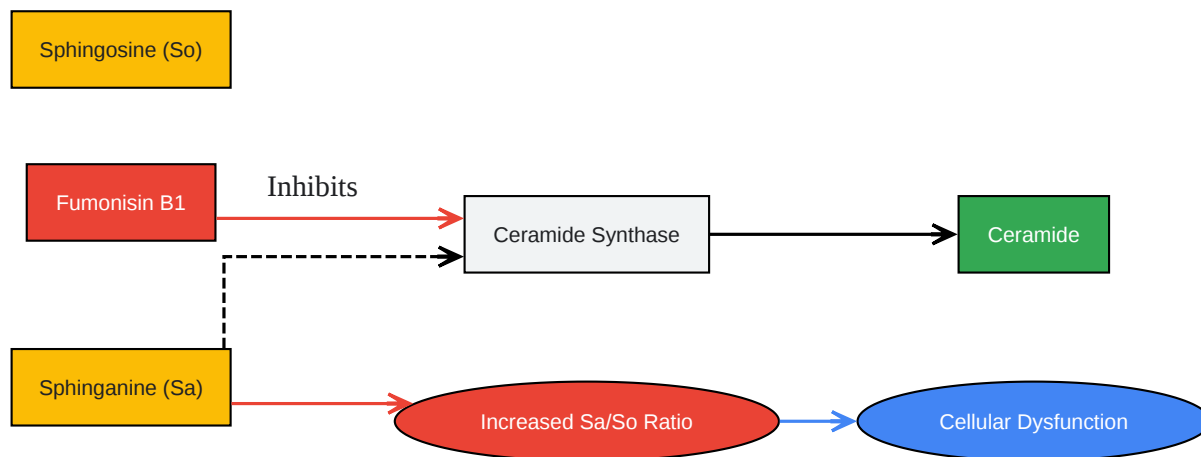 Sphingosine (So)
Fumonisin B1
Inhibits
Ceramide Synthase
Ceramide
Sphinganine (Sa)
Increased Sa/So Ratio
Cellular Dysfunction